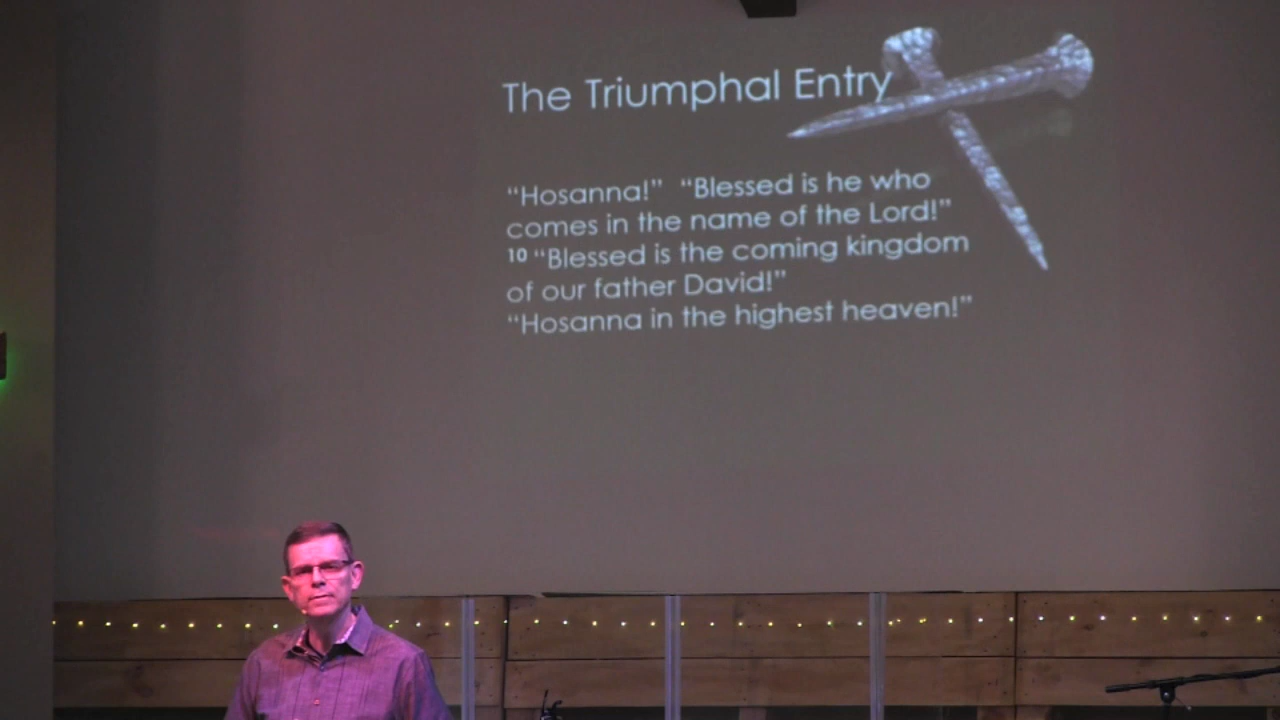 The Triumphal Entry
“Hosanna!” “Blessed is he who
comes in the name of the Lord!”
10 “Blessed is the coming kingdom
of our father David!”
“Hosanna in the highest heaven!”